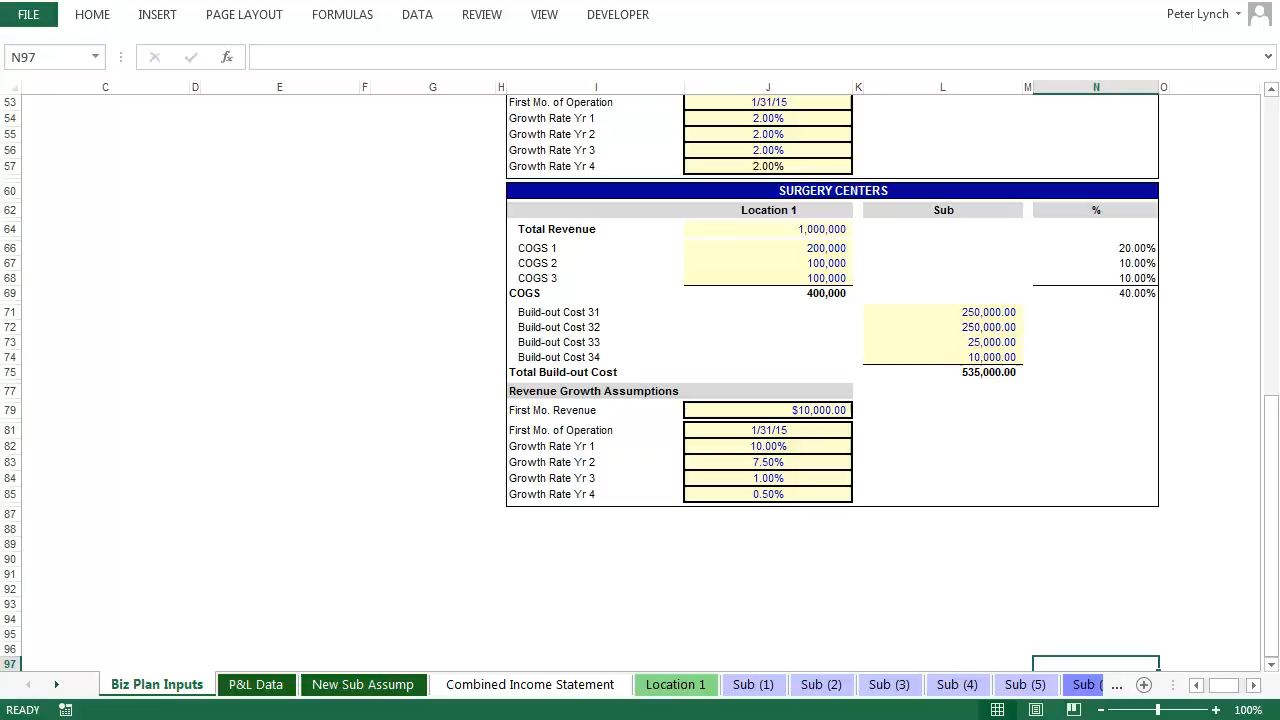 FILE HOME INSERT PAGE LAYOUT FORMULAS DATA REVIEW VIEW DEVELOPER Peter Lynch
N97 fx
C D E F G H I J K L M N O
53 First Mo. of Operation 1/31/15
54 Growth Rate Yr 1 2.00%
55 Growth Rate Yr 2 2.00%
56 Growth Rate Yr 3 2.00%
57 Growth Rate Yr 4 2.00%
60 SURGERY CENTERS
62 Location 1 Sub %
64 Total Revenue 1,000,000
66 COGS 1 200,000 20.00%
67 COGS 2 100,000 10.00%
68 COGS 3 100,000 10.00%
69 COGS 400,000 40.00%
71 Build-out Cost 31 250,000.00
72 Build-out Cost 32 250,000.00
73 Build-out Cost 33 25,000.00
74 Build-out Cost 34 10,000.00
75 Total Build-out Cost 535,000.00
77 Revenue Growth Assumptions
79 First Mo. Revenue $10,000.00
81 First Mo. of Operation 1/31/15
82 Growth Rate Yr 1 10.00%
83 Growth Rate Yr 2 7.50%
84 Growth Rate Yr 3 1.00%
85 Growth Rate Yr 4 0.50%
87
88
89
90
91
92
93
94
95
96
97
Biz Plan Inputs P&L Data New Sub Assump Combined Income Statement Location 1 Sub (1) Sub (2) Sub (3) Sub (4) Sub (5) Sub ( ...
READY 100%